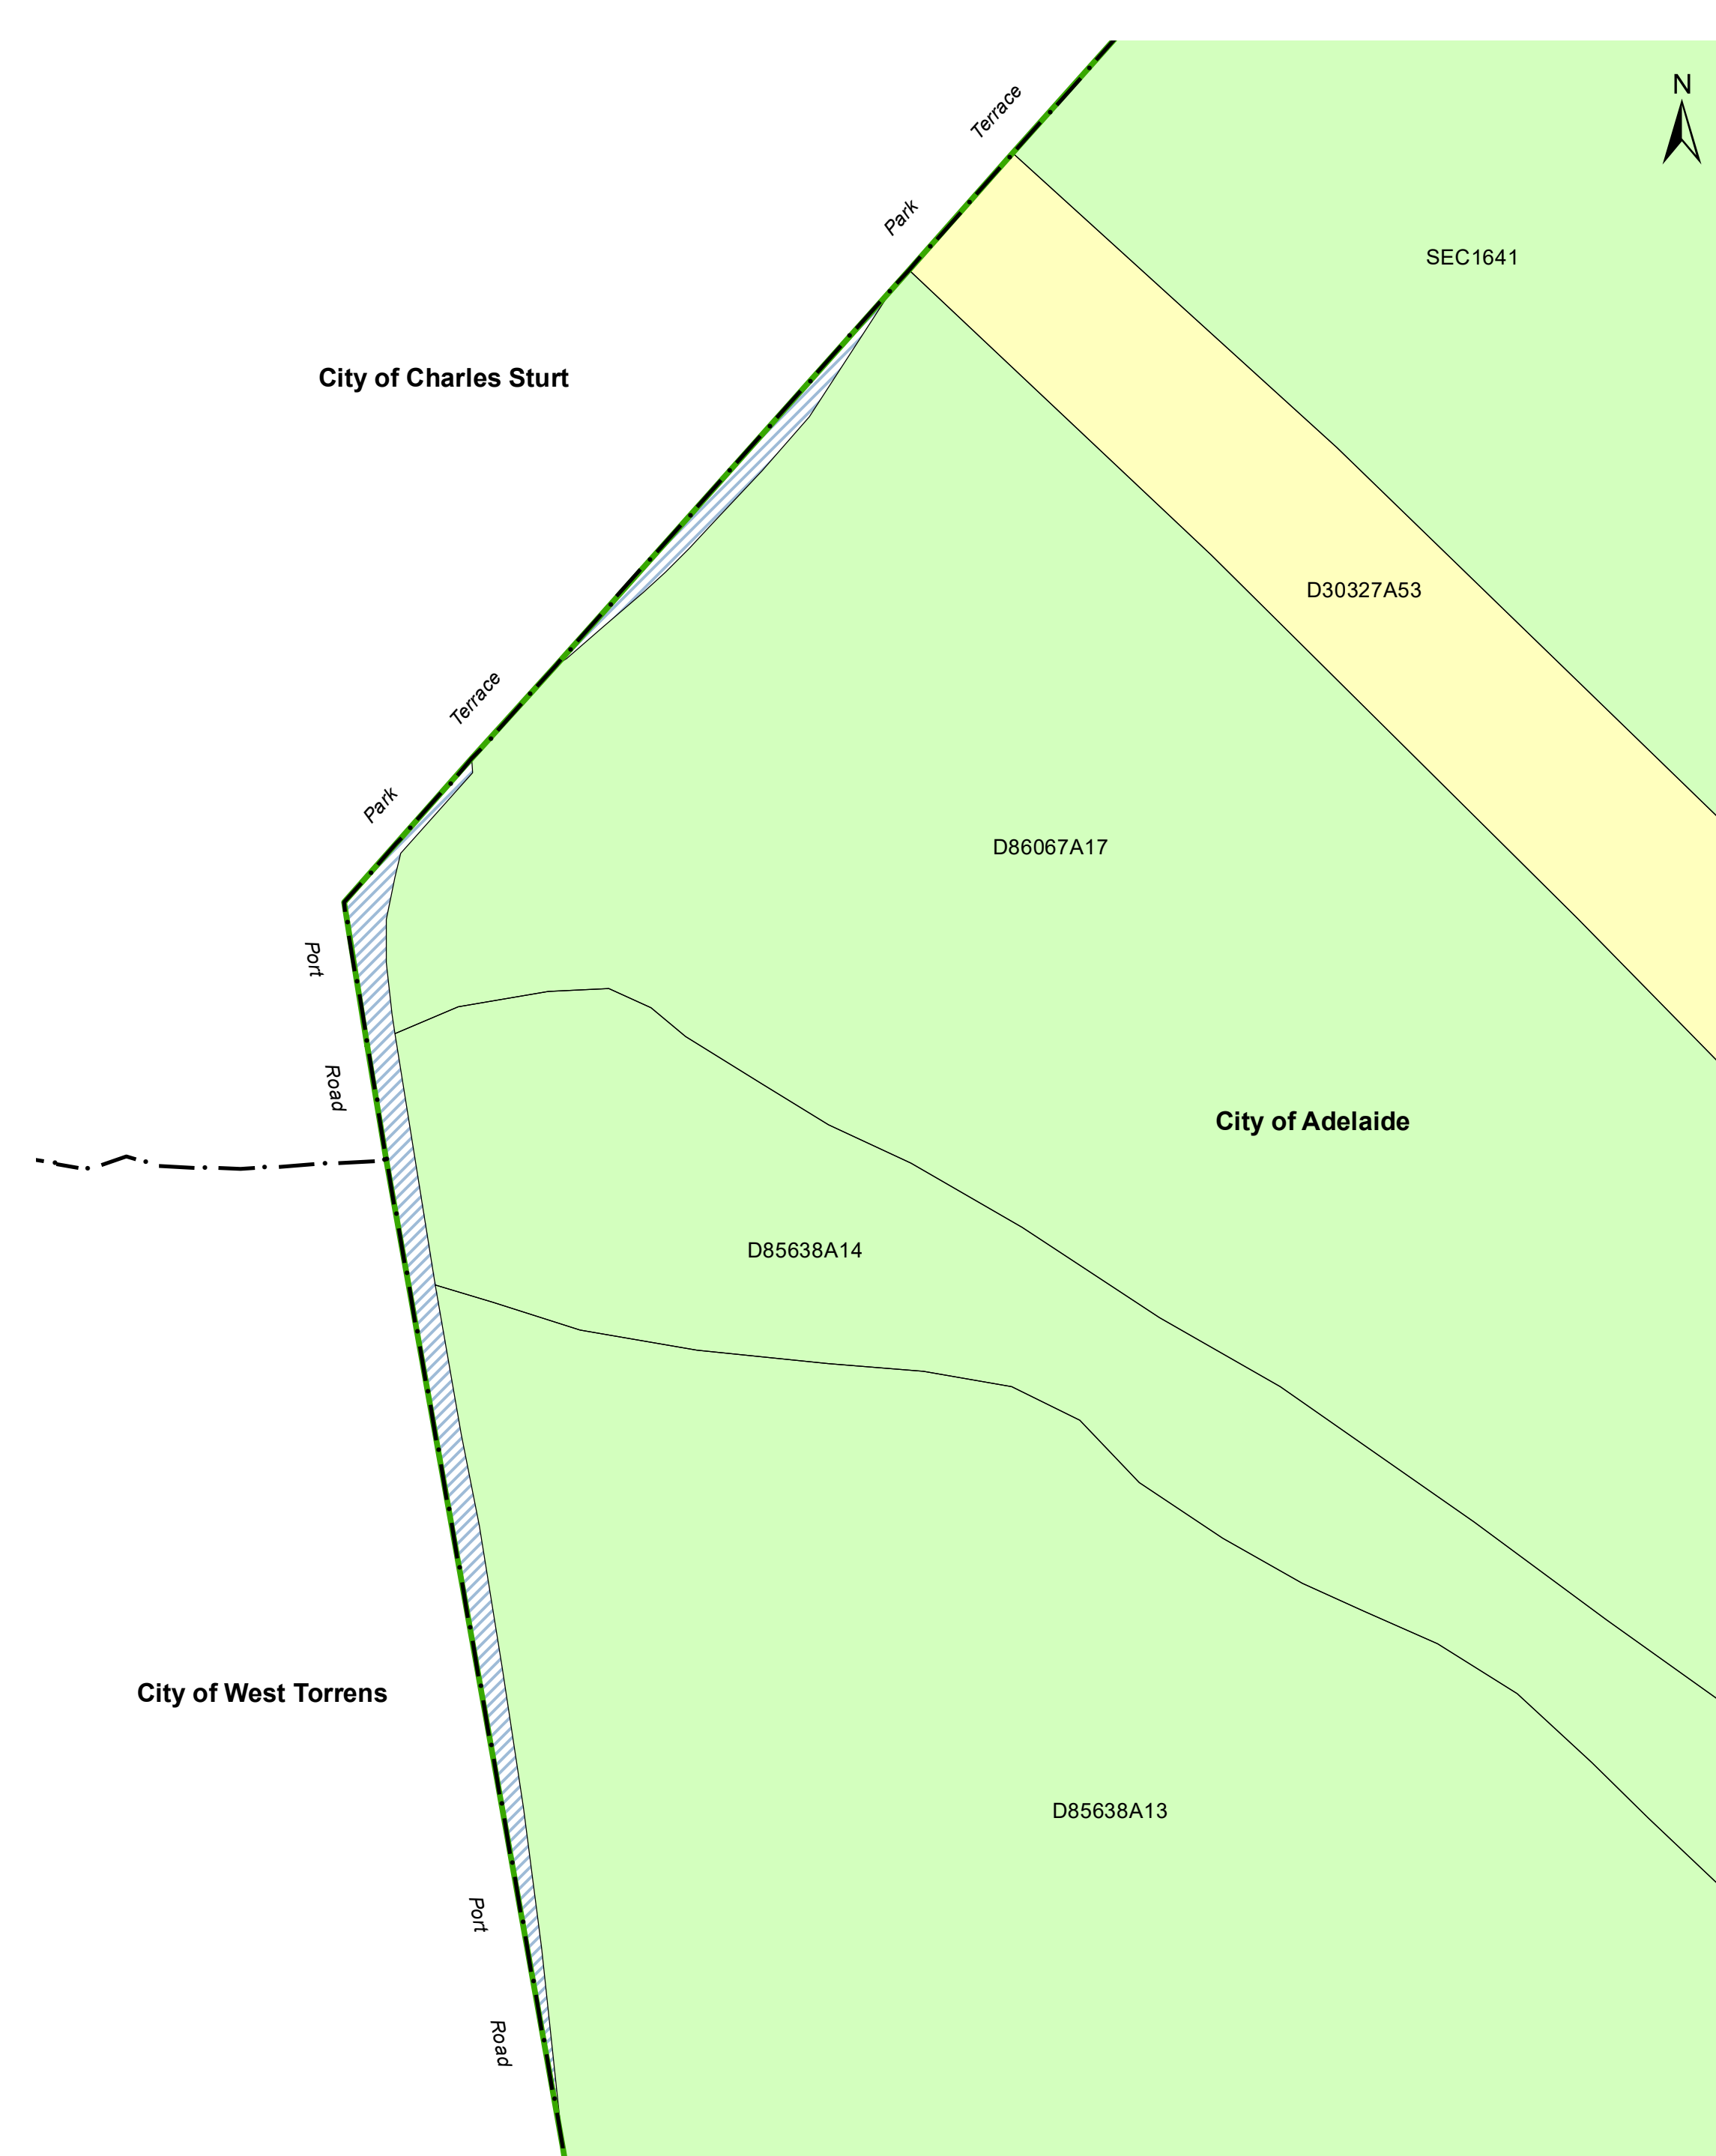 N
Terrace
Park
SEC1641
City of Charles Sturt
D30327A53
Terrace
Park
D86067A17
Port
Road
City of Adelaide
D85638A14
City of West Torrens
D85638A13
Port
Road